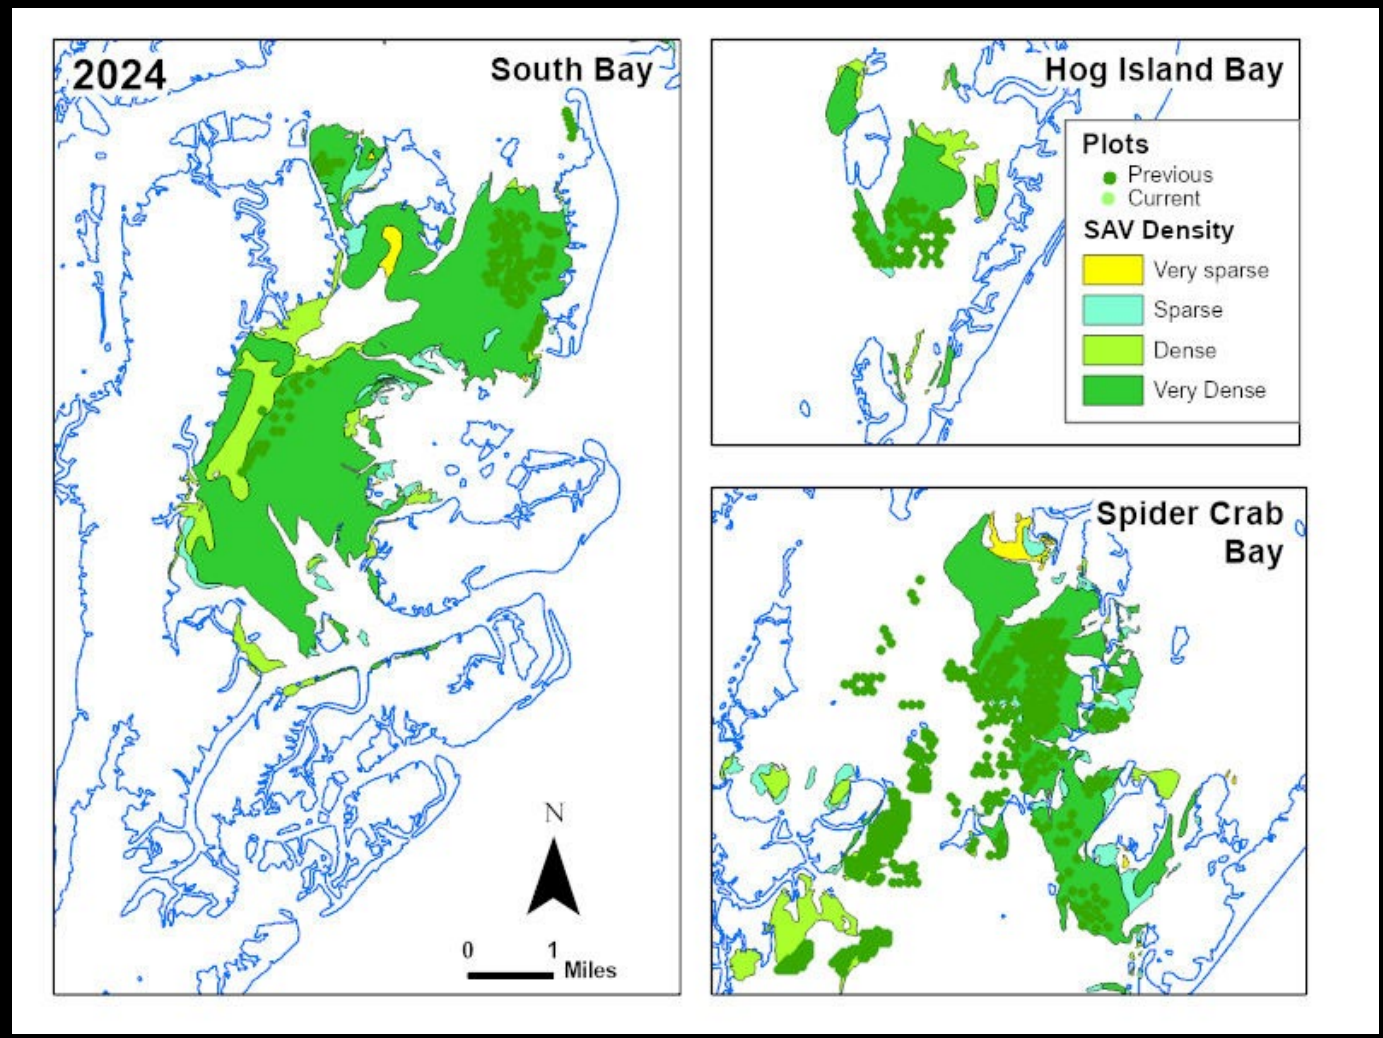 2024
South Bay
N
0 1
Miles
Hog Island Bay
Plots
Previous
Current
SAV Density
Very sparse
Sparse
Dense
Very Dense
Spider Crab
Bay